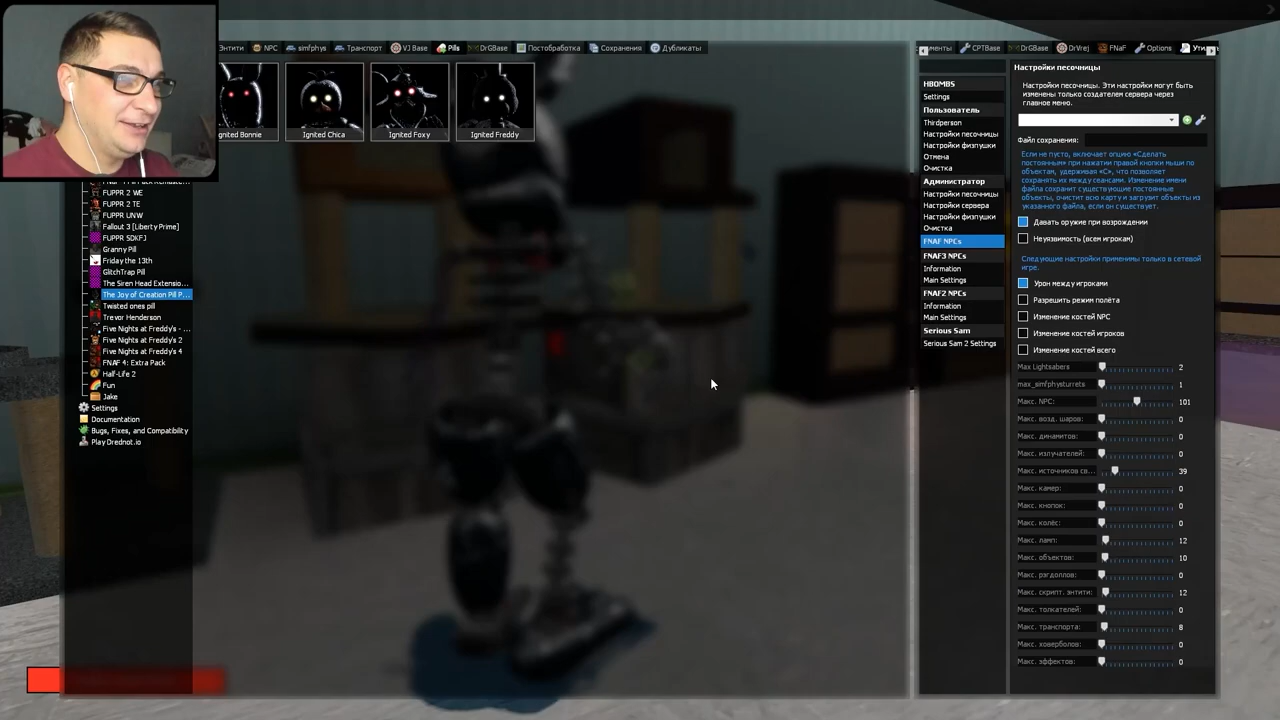 нтити NPC simfphys Транспорт VJ Base Pills DrGBase Постобработка Сохранения Дубликаты
gnited Bonnie Ignited Chica Ignited Foxy Ignited Freddy
FUPPR 2 WE
FUPPR 2 TE
FUPPR UNW
Fallout 3 [Liberty Prime]
FUPPR SDKFJ
Granny Pill
Friday the 13th
GlitchTrap Pill
The Siren Head Extensio...
The Joy of Creation Pill P...
Twisted ones pill
Trevor Henderson
Five Nights at Freddy's - ...
Five Nights at Freddy's 2
Five Nights at Freddy's 4
FNAF 4: Extra Pack
Half-Life 2
Fun
Jake
Settings
Documentation
Bugs, Fixes, and Compatibility
Play Drednot.io
менты CPTBase DrGBase DrVrej FNaF Options Ути
HBOMBS
Settings
Пользователь
Thirdperson
Настройки песочницы
Настройки физпушки
Отмена
Очистка
Администратор
Настройки песочницы
Настройки сервера
Настройки физпушки
Очистка
FNAF NPCs
FNAF3 NPCs
Information
Main Settings
FNAF2 NPCs
Information
Main Settings
Serious Sam
Serious Sam 2 Settings
Настройки песочницы
Настройки песочницы. Эти настройки могут быть
изменены только создателем сервера через
главное меню.
Файл сохранения:
Если не пусто, включает опцию «Сделать
постоянным» при нажатии правой кнопки мыши по
объектам, удерживая «C», что позволяет
сохранять их между сеансами. Изменение имени
файла сохранит существующие постоянные
объекты, очистит всю карту и загрузит объекты из
указанного файла, если он существует.
Давать оружие при возрождении
Неуязвимость (всем игрокам)
Следующие настройки применимы только в сетевой
игре.
Урон между игроками
Разрешить режим полёта
Изменение костей NPC
Изменение костей игроков
Изменение костей всего
Max Lightsabers 2
max_simfphysturrets 1
Макс. NPC: 101
Макс. возд. шаров: 0
Макс. динамитов: 0
Макс. излучателей: 0
Макс. источников св... 39
Макс. камер: 0
Макс. кнопок: 0
Макс. колёс: 0
Макс. ламп: 12
Макс. объектов: 10
Макс. рэгдоллов: 0
Макс. скрипт. энтити: 12
Макс. толкателей: 0
Макс. транспорта: 8
Макс. ховерболов: 0
Макс. эффектов: 0